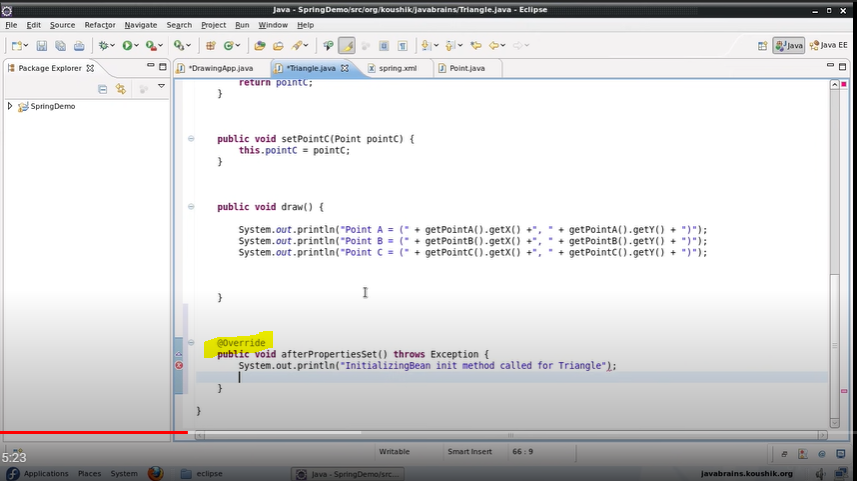 Java - SpringDemo/src/org/koushik/javabrains/Triangle.java - Eclipse
File Edit Source Refactor Navigate Search Project Run Window Help
Java Java EE
Package Explorer
*DrawingApp.java *Triangle.java spring.xml Point.java
SpringDemo
return pointC;
}
public void setPointC(Point pointC) {
this.pointC = pointC;
}
public void draw() {
System.out.println("Point A = (" + getPointA().getX() +", " + getPointA().getY() + ")");
System.out.println("Point B = (" + getPointB().getX() +", " + getPointB().getY() + ")");
System.out.println("Point C = (" + getPointC().getX() +", " + getPointC().getY() + ")");
}
@Override
public void afterPropertiesSet() throws Exception {
System.out.println("InitializingBean init method called for Triangle");
}
}
Writable Smart Insert 66 : 9
5:23
Applications Places System eclipse Java - SpringDemo/src... javabrains.koushik.org